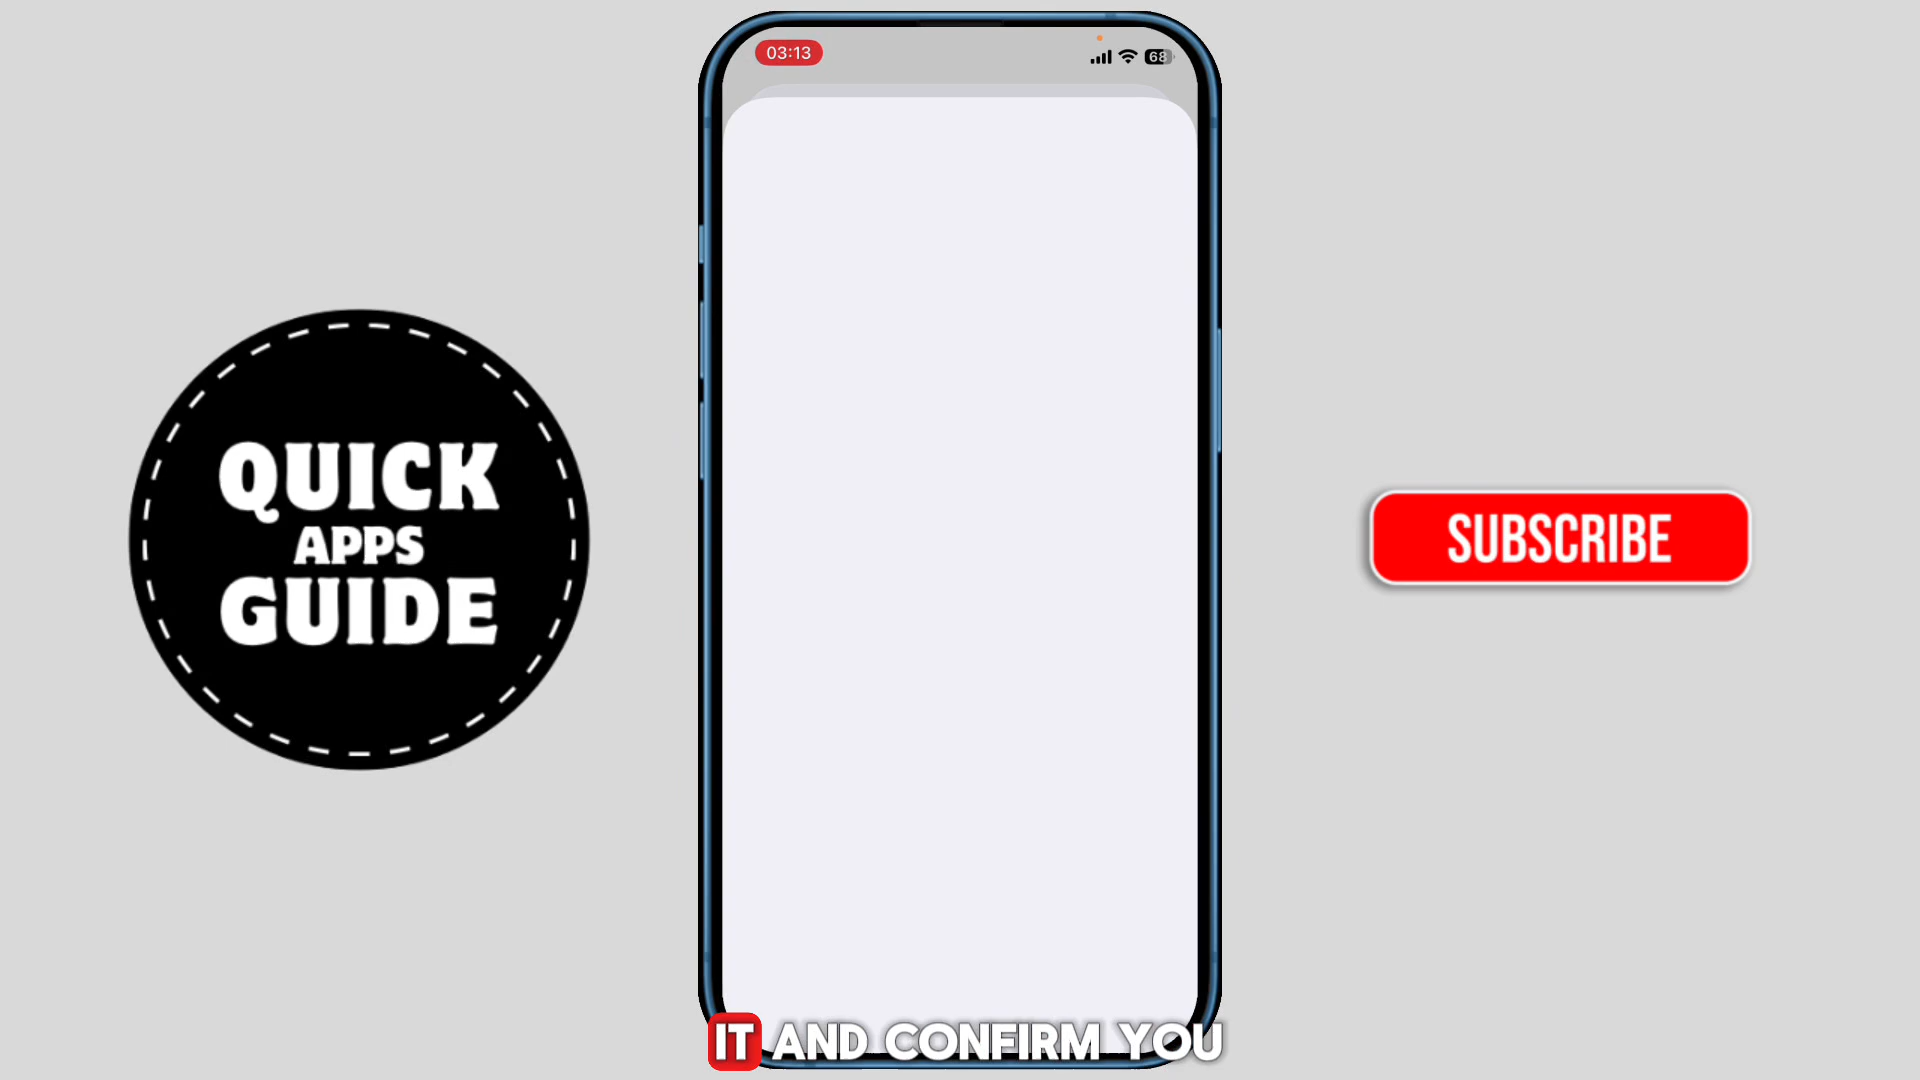 03:13
68
QUICK
APPS
GUIDE
SUBSCRIBE
IT AND CONFIRM YOU